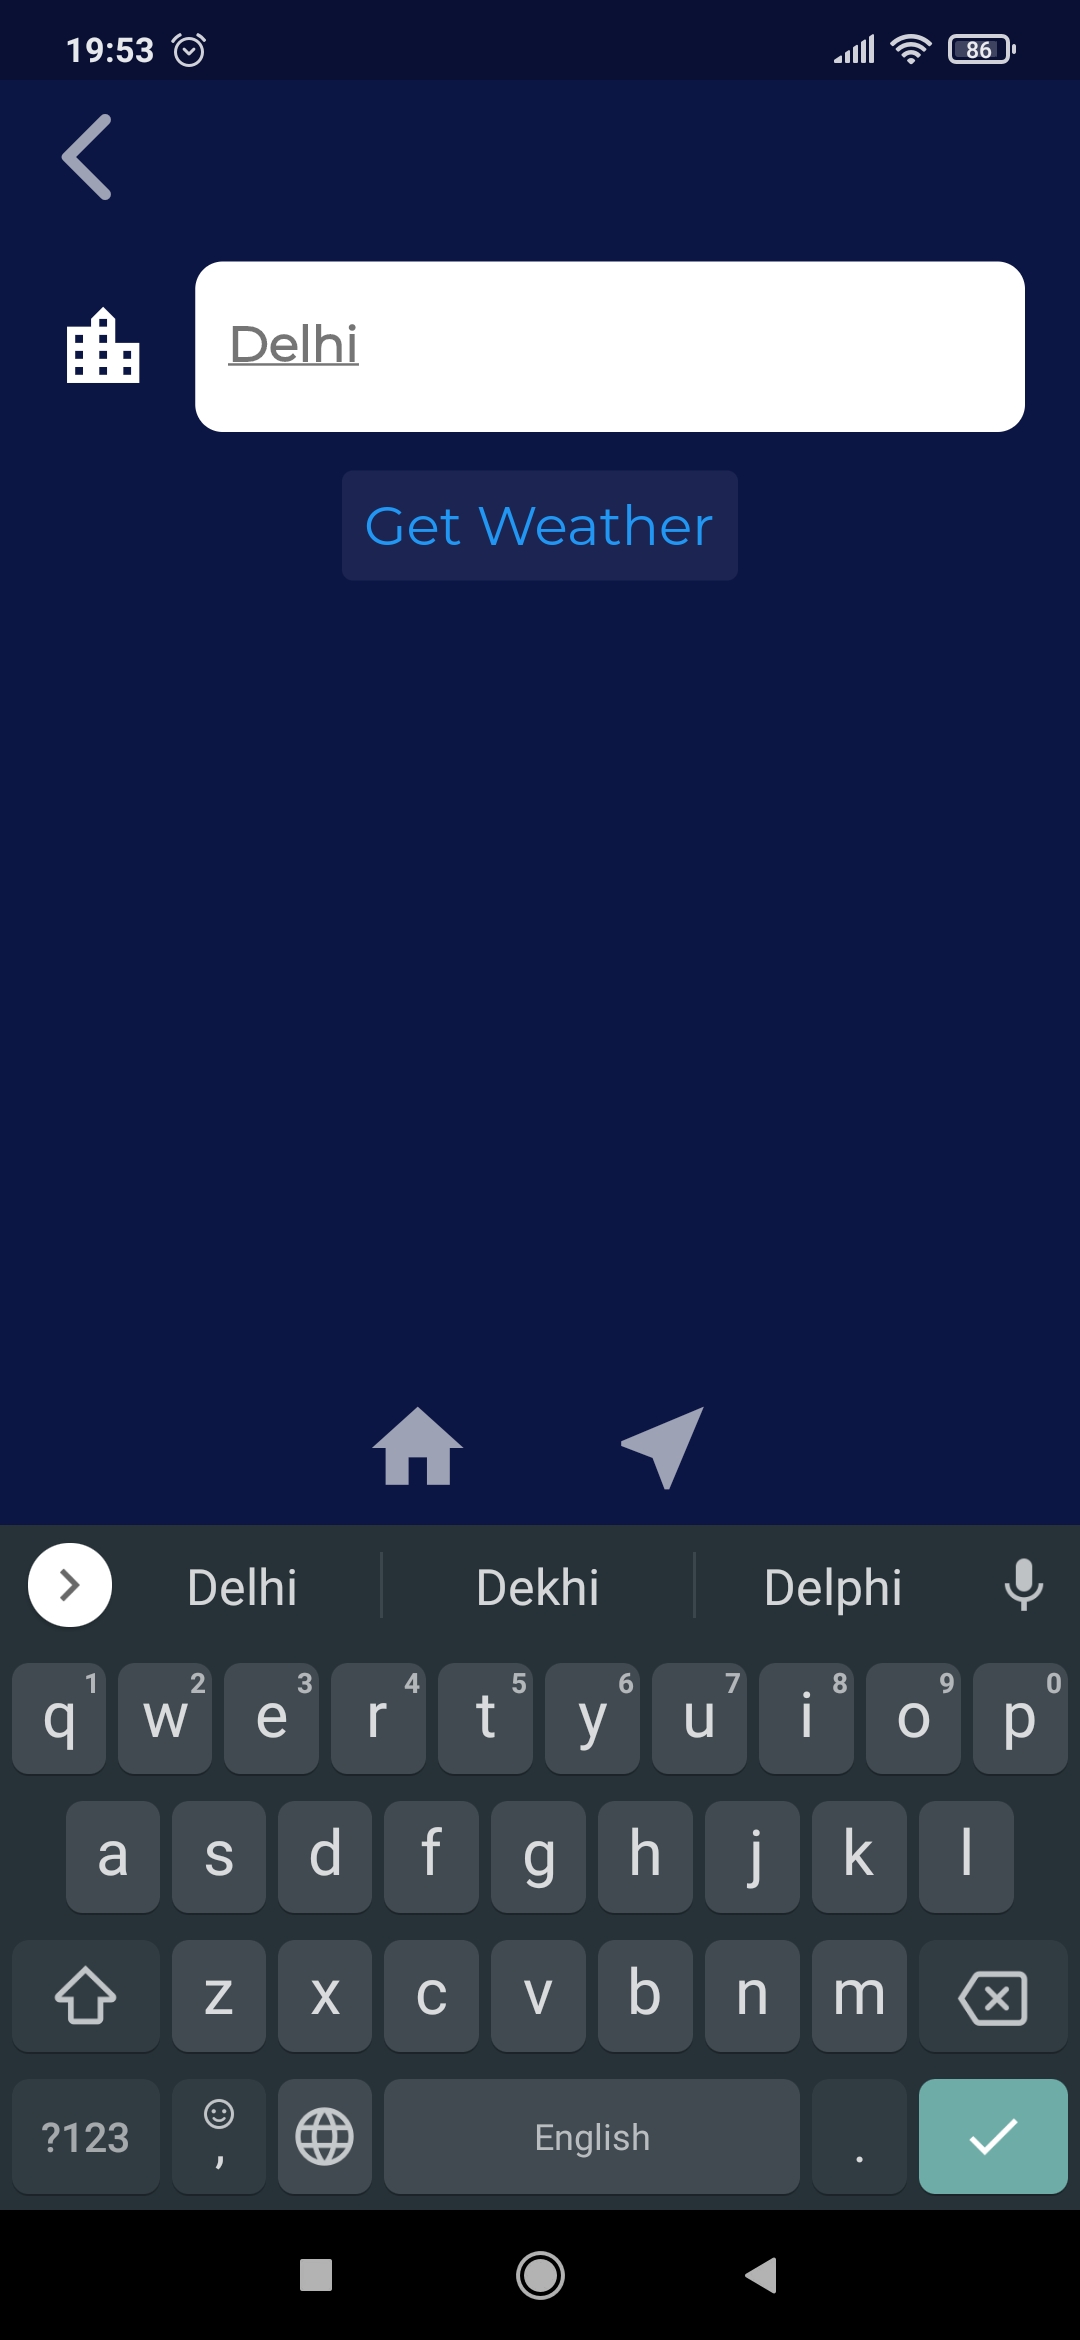 19:53 86
Delhi
Get Weather
Delhi Dekhi Delphi
1 2 3 4 5 6 7 8 9 0
q w e r t y u i o p
a s d f g h j k l
z x c v b n m
?123 , English .